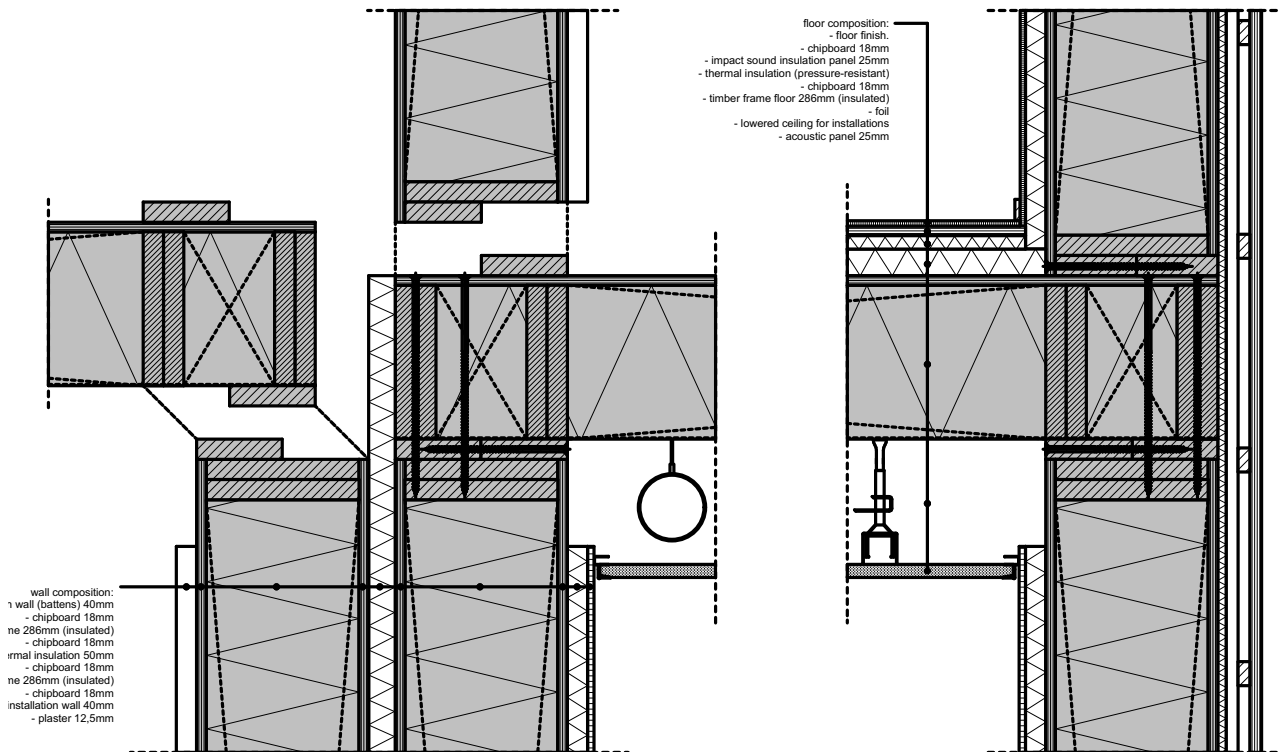 floor composition:
- floor finish.
- chipboard 18mm
- impact sound insulation panel 25mm
- thermal insulation (pressure-resistant)
- chipboard 18mm
- timber frame floor 286mm (insulated)
- foil
- lowered ceiling for installations
- acoustic panel 25mm
wall composition:
wall (battens) 40mm
- chipboard 18mm
286mm (insulated)
- chipboard 18mm
insulation 50mm
- chipboard 18mm
286mm (insulated)
- chipboard 18mm
installation wall 40mm
- plaster 12,5mm